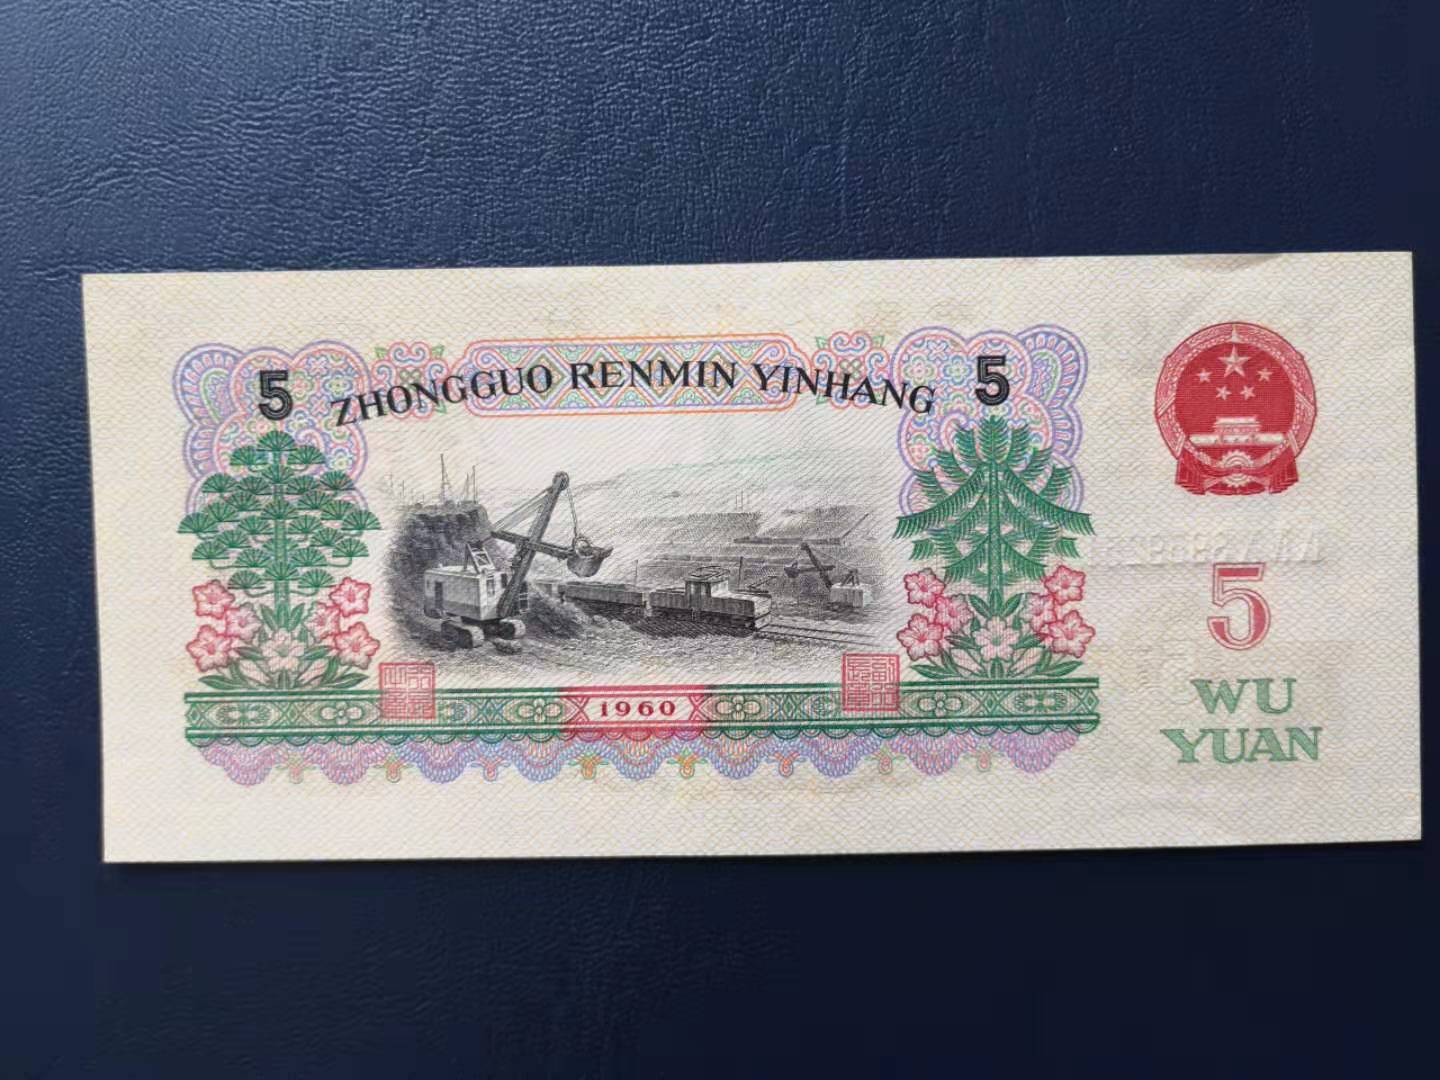 5 ZHONGGUO RENMIN YINHANG 5
1960
5
WU
YUAN